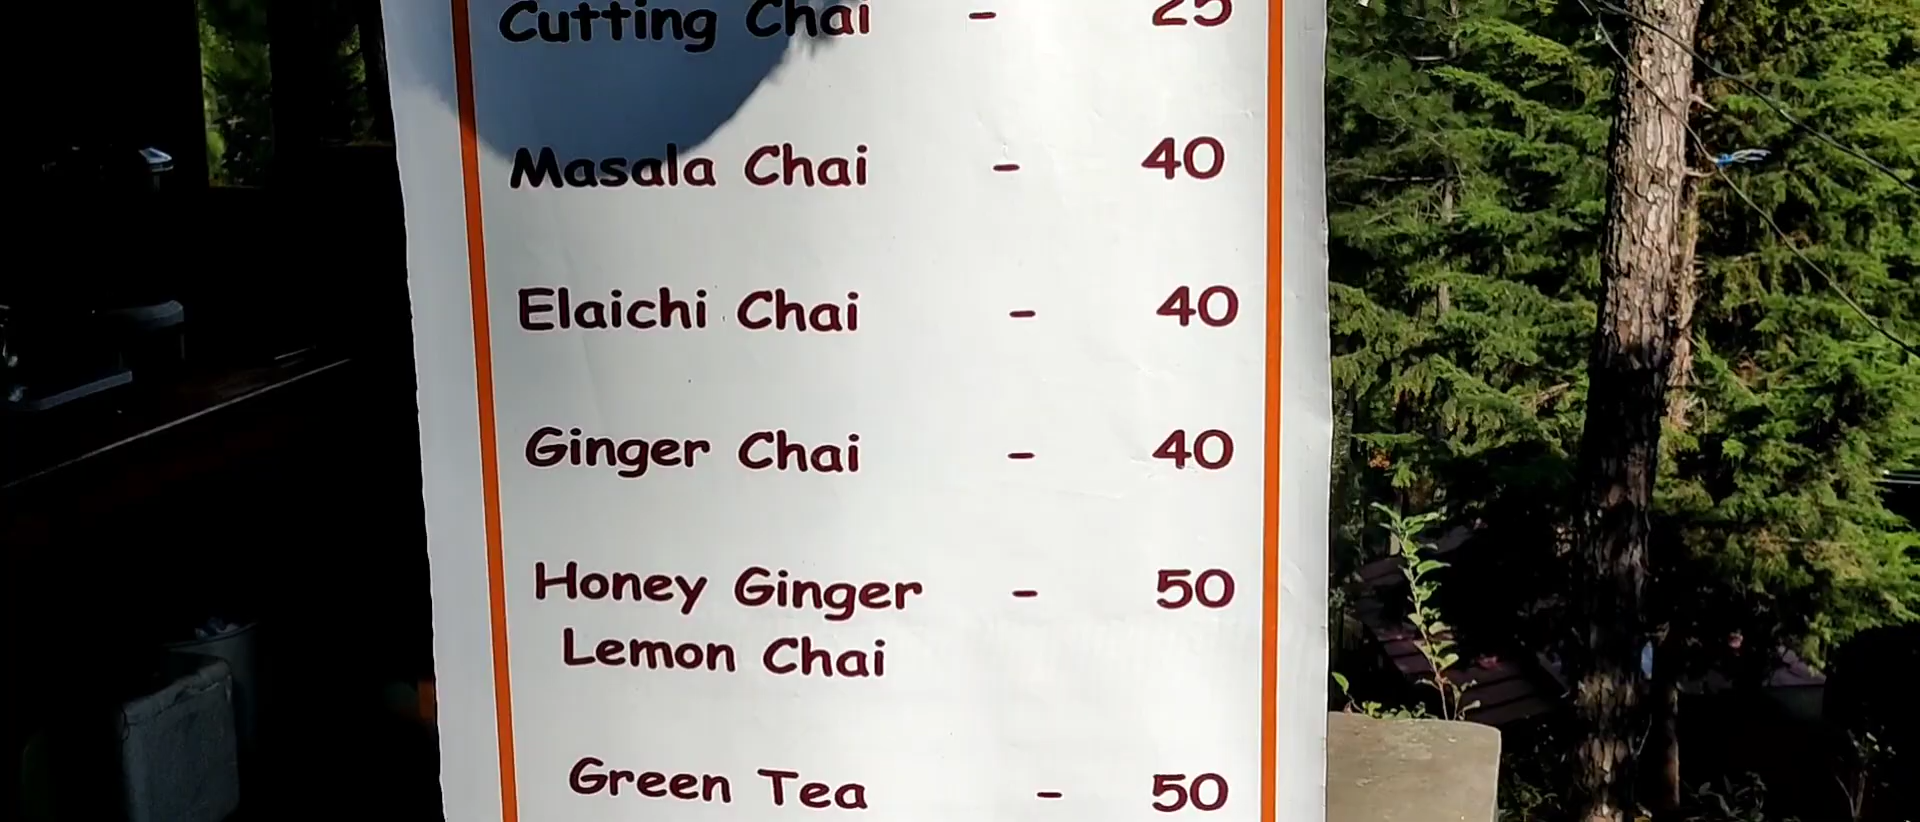 Cutting Chai - 25
Masala Chai - 40
Elaichi Chai - 40
Ginger Chai - 40
Honey Ginger - 50
Lemon Chai
Green Tea - 50